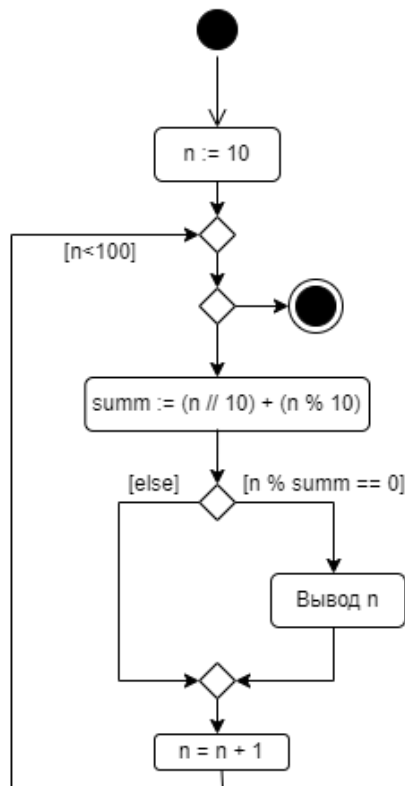 n := 10
[n<100]
summ := (n // 10) + (n % 10)
[else]
[n % summ == 0]
Вывод n
n = n + 1